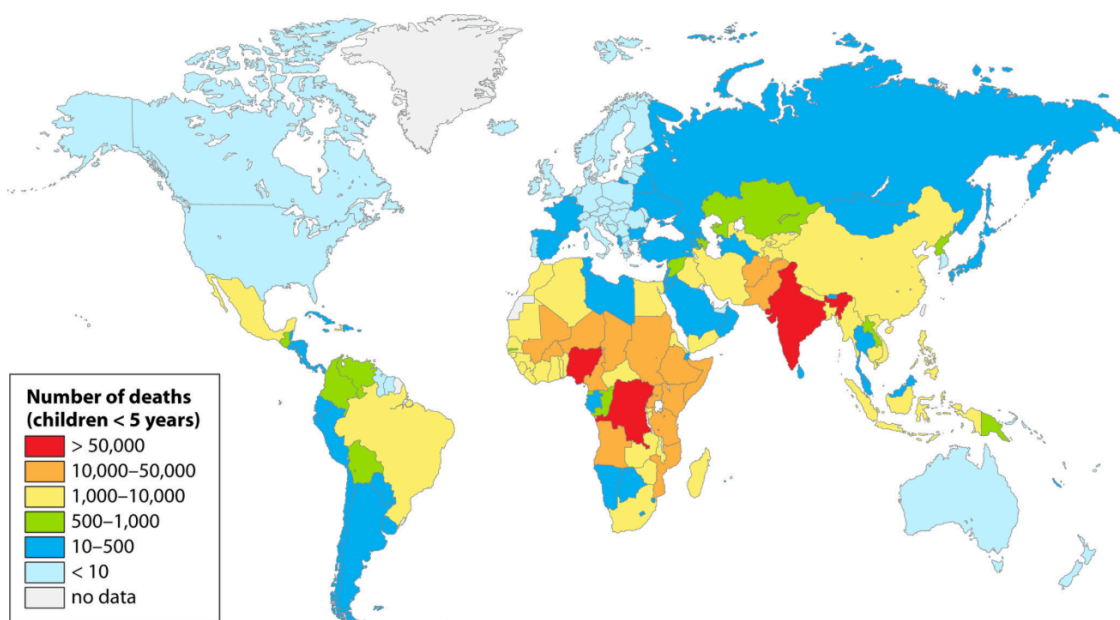 Number of deaths
(children < 5 years)
> 50,000
10,000–50,000
1,000–10,000
500–1,000
10–500
< 10
no data